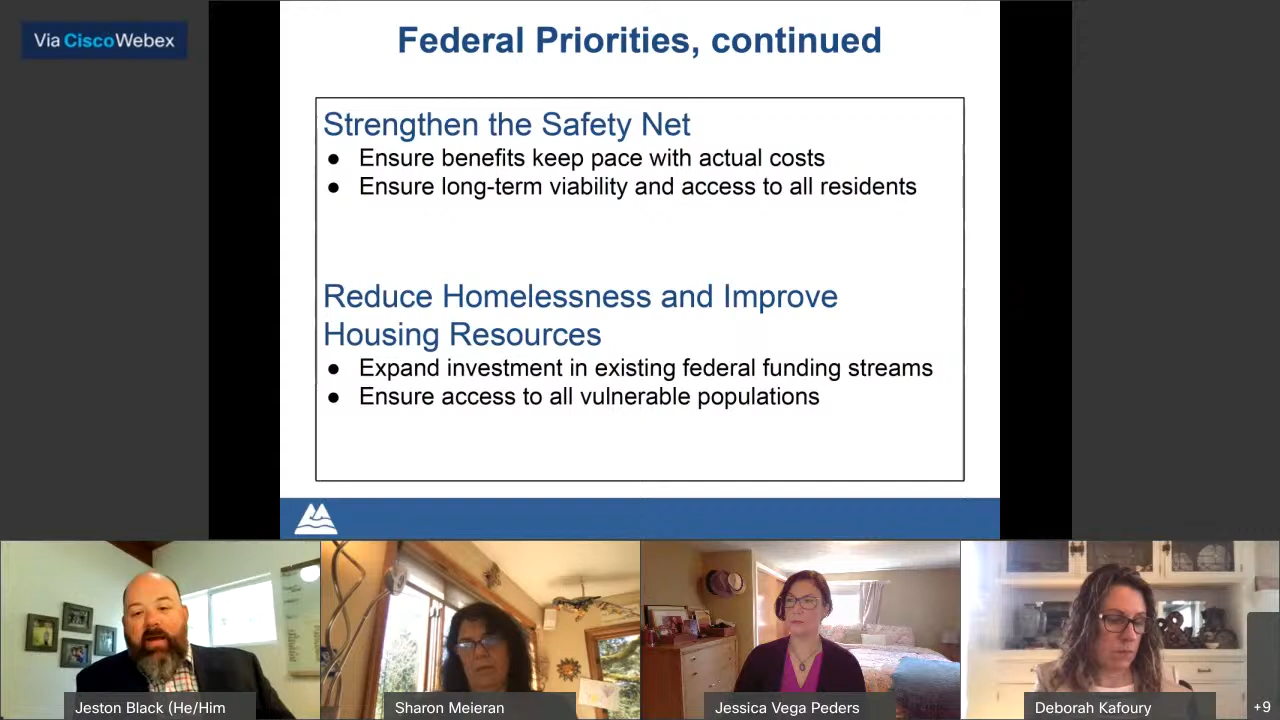 Via CiscoWebex
Federal Priorities, continued
Strengthen the Safety Net
● Ensure benefits keep pace with actual costs
● Ensure long-term viability and access to all residents
Reduce Homelessness and Improve
Housing Resources
● Expand investment in existing federal funding streams
● Ensure access to all vulnerable populations
Jeston Black (He/Him
Sharon Meieran
Jessica Vega Peders
Deborah Kafoury
+9